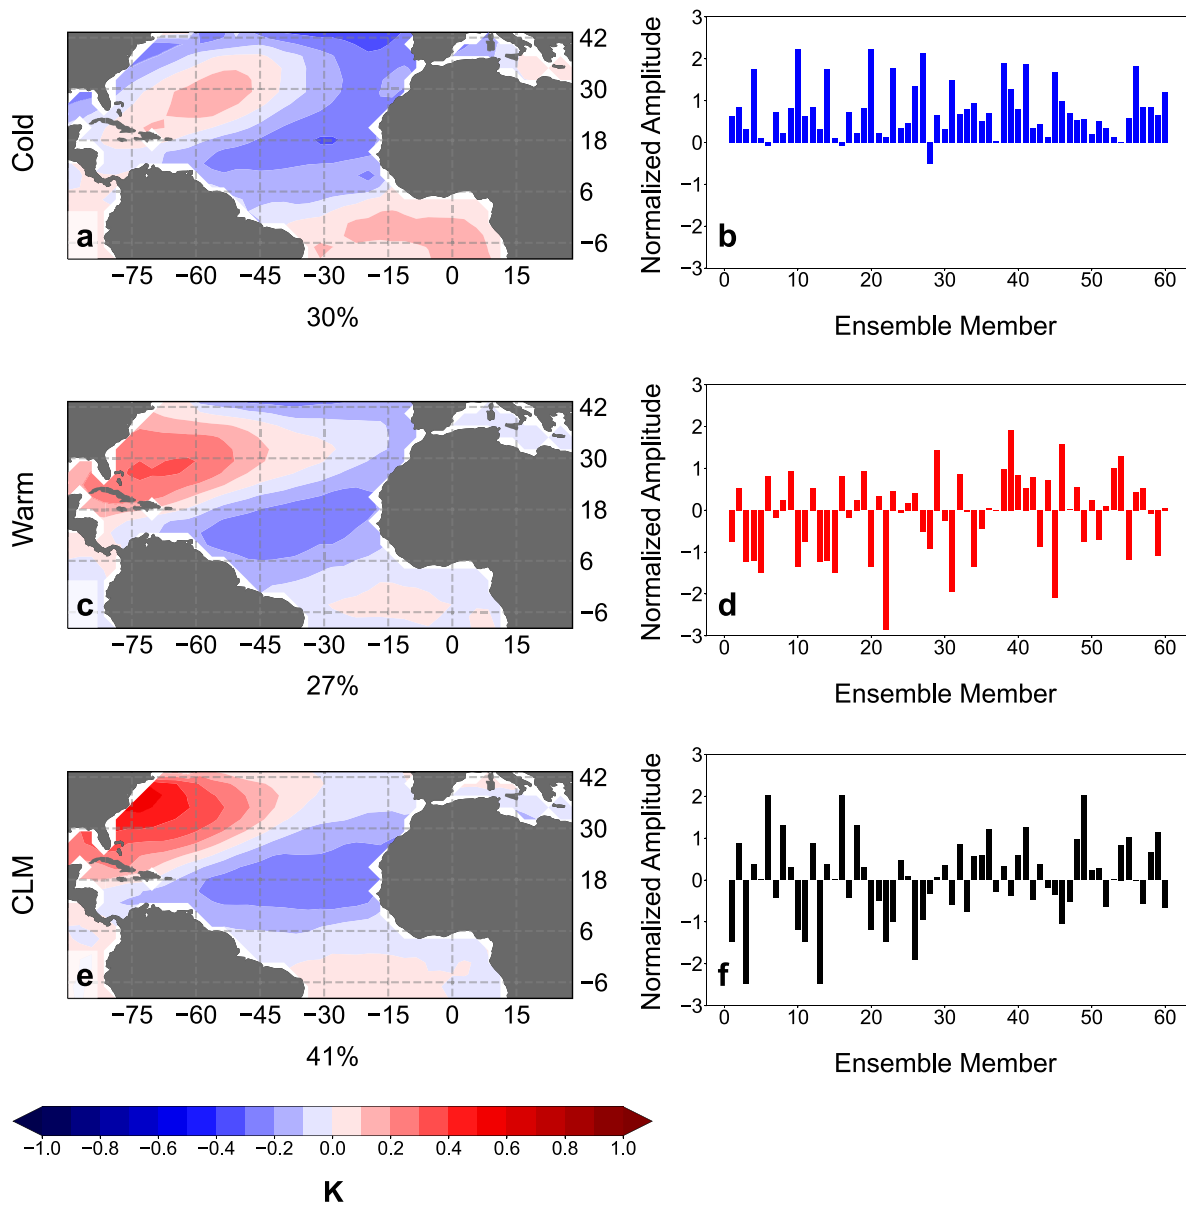 Cold
a
42
30
18
6
−6
−75 −60 −45 −30 −15 0 15
30%
Normalized Amplitude
3
2
1
0
−1
−2
−3
b
0 10 20 30 40 50 60
Ensemble Member
Warm
c
42
30
18
6
−6
−75 −60 −45 −30 −15 0 15
27%
Normalized Amplitude
3
2
1
0
−1
−2
−3
d
0 10 20 30 40 50 60
Ensemble Member
CLM
e
42
30
18
6
−6
−75 −60 −45 −30 −15 0 15
41%
Normalized Amplitude
3
2
1
0
−1
−2
−3
f
0 10 20 30 40 50 60
Ensemble Member
−1.0 −0.8 −0.6 −0.4 −0.2 0.0 0.2 0.4 0.6 0.8 1.0
K